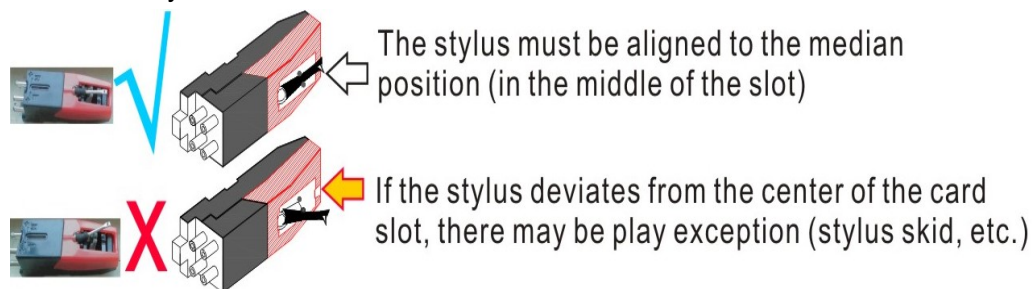 The stylus must be aligned to the median
position (in the middle of the slot)
If the stylus deviates from the center of the card
slot, there may be play exception (stylus skid, etc.)